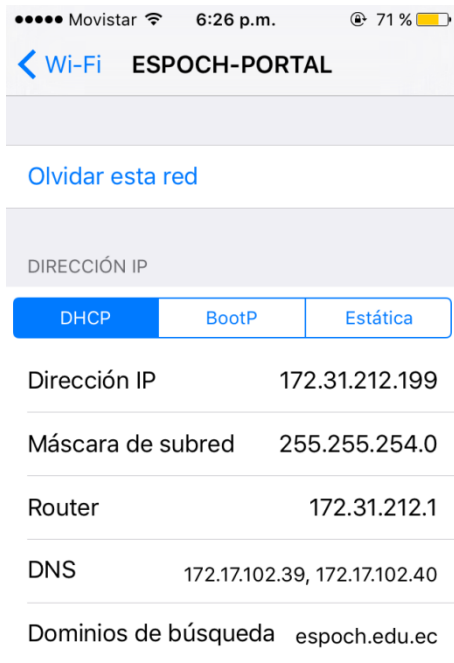 Movistar 6:26 p.m. 71 %
Wi-Fi ESPOCH-PORTAL
Olvidar esta red
DIRECCIÓN IP
DHCP BootP Estática
Dirección IP 172.31.212.199
Máscara de subred 255.255.254.0
Router 172.31.212.1
DNS 172.17.102.39, 172.17.102.40
Dominios de búsqueda espoch.edu.ec